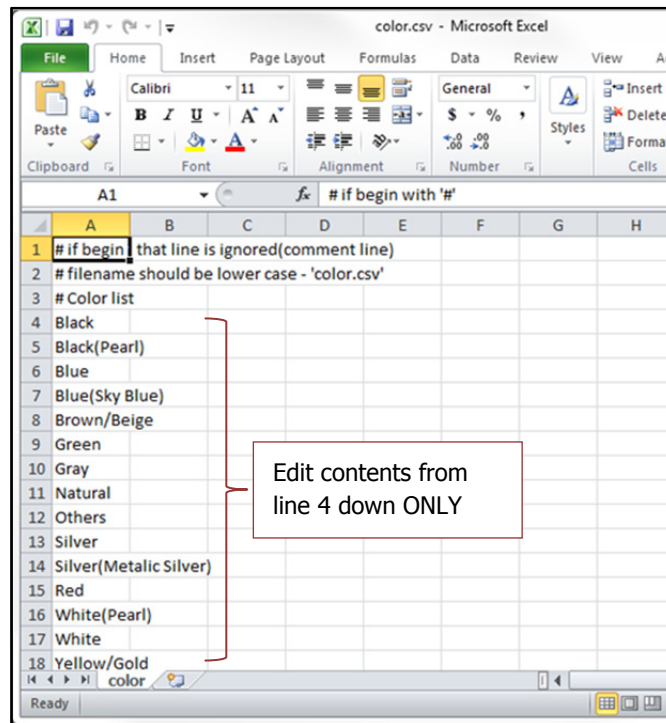 color.csv - Microsoft Excel
File Home Insert Page Layout Formulas Data Review View
Paste
Calibri 11
B I U A A
General
$ - % ,
.00 .00
Styles
Insert
Delete
Forma
Clipboard Font Alignment Number Cells
A1 fx # if begin with '#'
A B C D E F G H
1 # if begin that line is ignored(comment line)
2 # filename should be lower case - 'color.csv'
3 # Color list
4 Black
5 Black(Pearl)
6 Blue
7 Blue(Sky Blue)
8 Brown/Beige
9 Green
10 Gray
11 Natural
12 Others
13 Silver
14 Silver(Metalic Silver)
15 Red
16 White(Pearl)
17 White
18 Yellow/Gold
Edit contents from
line 4 down ONLY
color
Ready